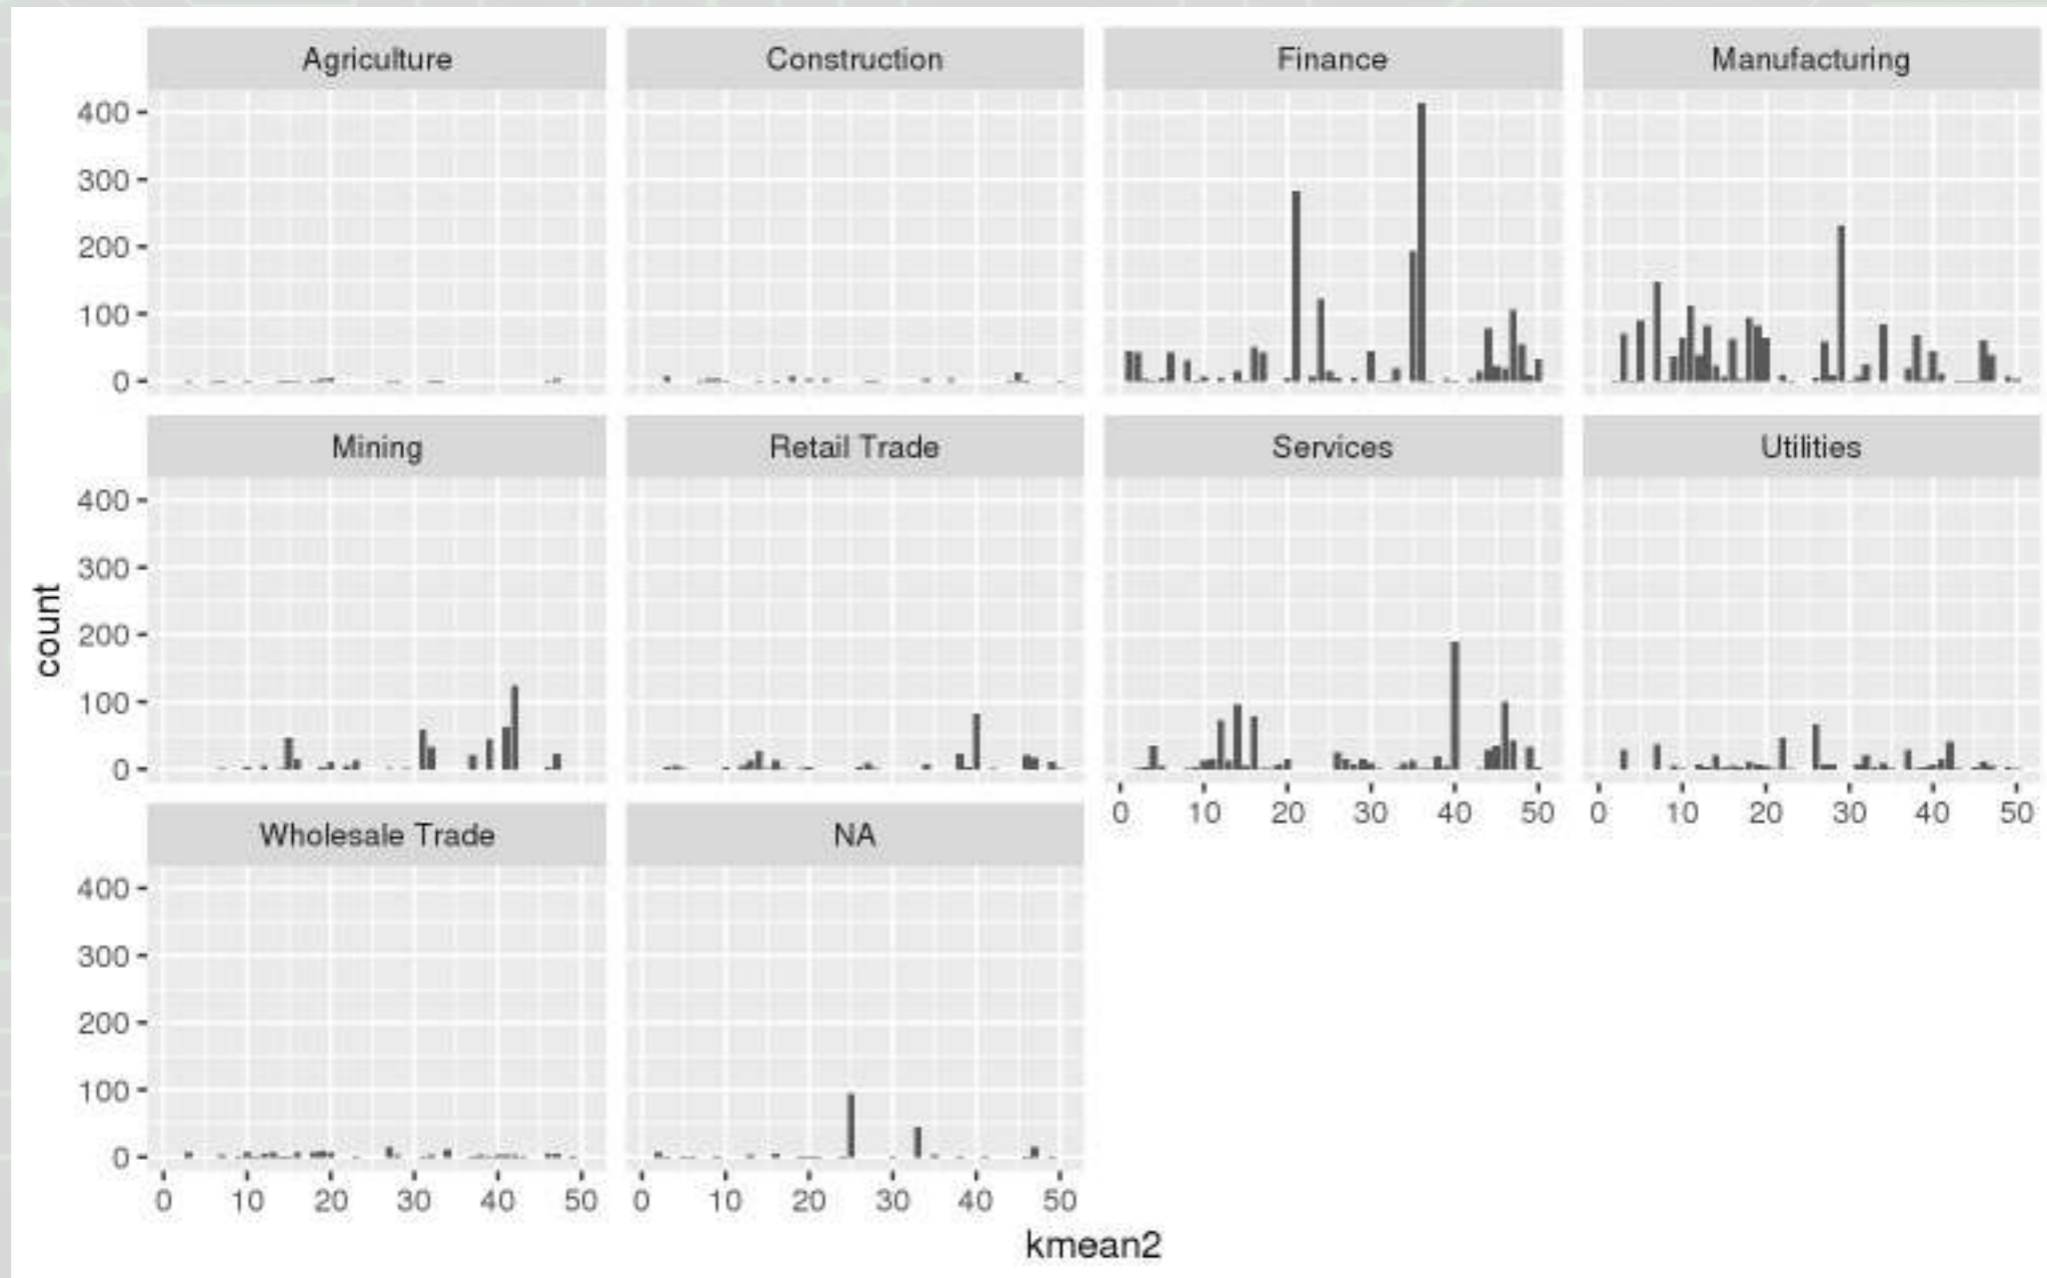 Agriculture Construction Finance Manufacturing
400
300
200
100
0
Mining Retail Trade Services Utilities
400
300
200
100
0
0 10 20 30 40 50 0 10 20 30 40 50
Wholesale Trade NA
400
300
200
100
0
0 10 20 30 40 50 0 10 20 30 40 50
count
kmean2